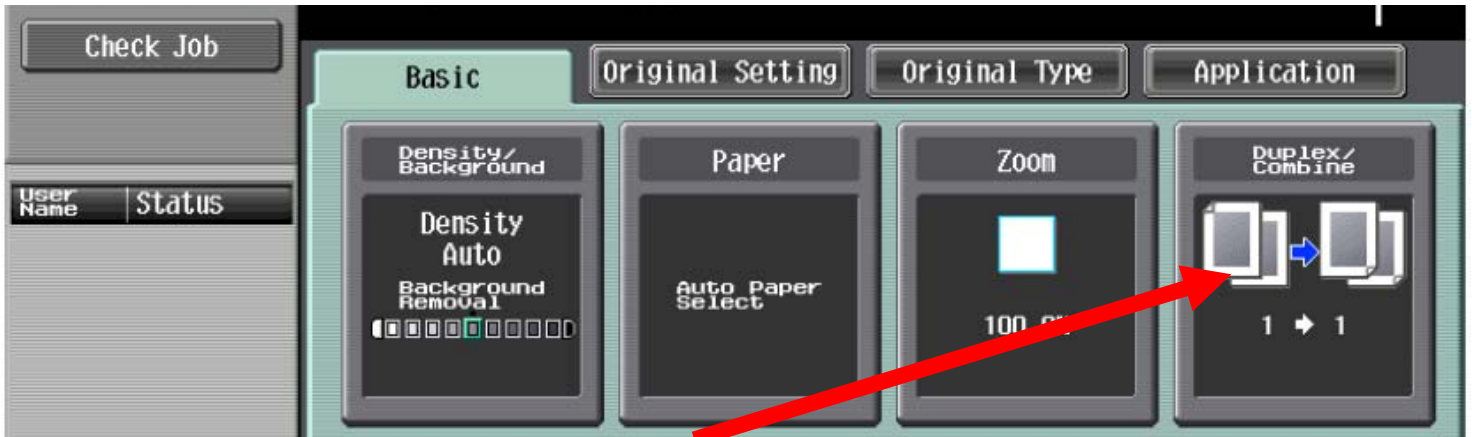 Check Job
Basic
Original Setting
Original Type
Application
User Name
Status
Density/
Background
Density
Auto
Background
Removal
Paper
Auto Paper
Select
Zoom
100
Duplex/
Combine
1 → 1